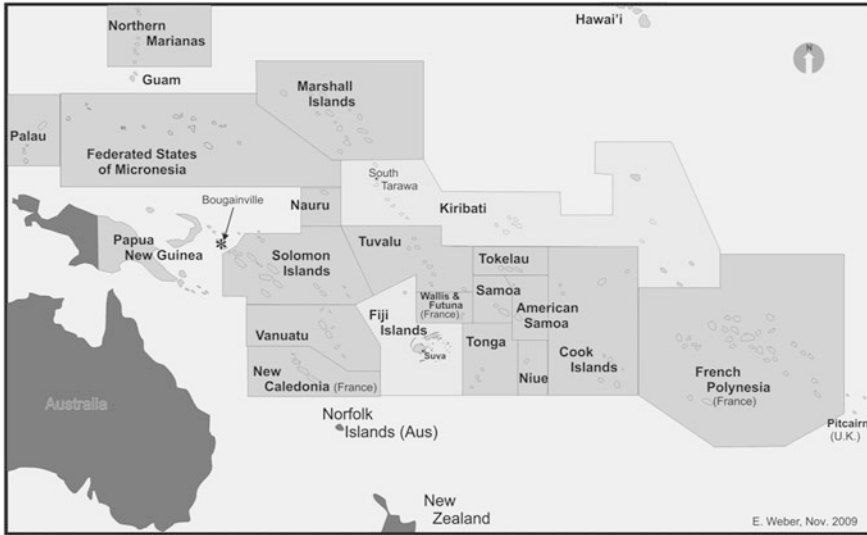 Hawai'i
Northern
Marianas
Guam
Marshall
Islands
N
Palau
Federated States
of Micronesia
South
Tarawa
Bougainville
Nauru
Kiribati
Papua
New Guinea
*
Solomon
Islands
Tuvalu
Tokelau
Wallis &
Futuna
(France)
Samoa
American
Samoa
Fiji
Islands
Suva
Vanuatu
Tonga
Cook
Islands
New
Caledonia (France)
Niue
French
Polynesia
(France)
Australia
Norfolk
Islands (Aus)
Pitcairn
(U.K.)
New
Zealand
E. Weber, Nov. 2009